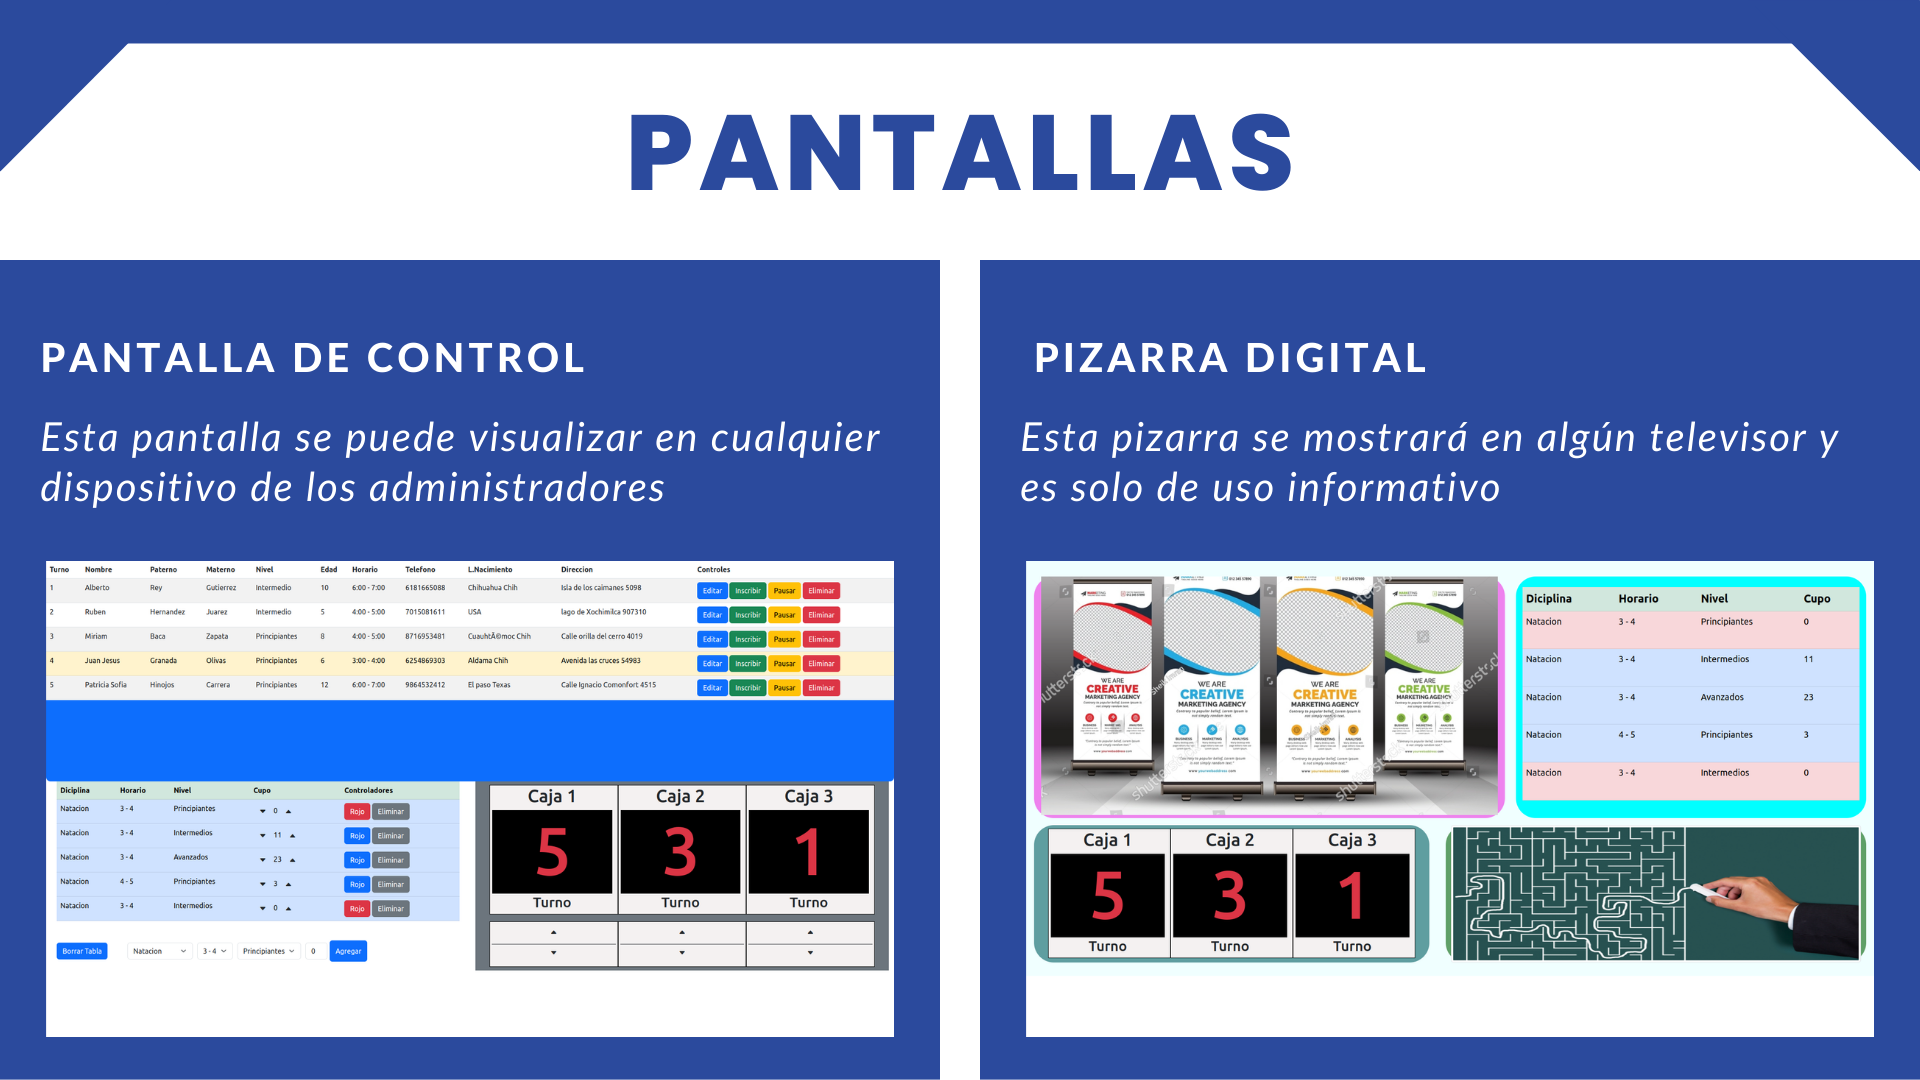 PANTALLAS
PANTALLA DE CONTROL
Esta pantalla se puede visualizar en cualquier
dispositivo de los administradores
Turno Nombre Paterno Materno Nivel Edad Horario Telefono L.Nacimiento Direccion Controles
1 Alberto Rey Gutierrez Intermedio 10 6:00 - 7:00 6181665088 Chihuahua Chih Isla de los caimanes 5098 Editar Inscribir Pausar Eliminar
2 Ruben Hernandez Juarez Intermedio 5 4:00 - 5:00 7015081611 USA lago de Xochimilca 907310 Editar Inscribir Pausar Eliminar
3 Miriam Baca Zapata Principiantes 8 4:00 - 5:00 8716953481 CuauhtÃ©moc Chih Calle orilla del cerro 4019 Editar Inscribir Pausar Eliminar
4 Juan Jesus Granada Olivas Principiantes 6 3:00 - 4:00 6254869303 Aldama Chih Avenida las cruces 54983 Editar Inscribir Pausar Eliminar
5 Patricia Sofia Hinojos Carrera Principiantes 12 6:00 - 7:00 9864532412 El paso Texas Calle Ignacio Comonfort 4515 Editar Inscribir Pausar Eliminar
Diciplina Horario Nivel Cupo Controladores
Natacion 3 - 4 Principiantes 0 Rojo Eliminar
Natacion 3 - 4 Intermedios 11 Rojo Eliminar
Natacion 3 - 4 Avanzados 23 Rojo Eliminar
Natacion 4 - 5 Principiantes 3 Rojo Eliminar
Natacion 3 - 4 Intermedios 0 Rojo Eliminar
Borrar Tabla Natacion 3 - 4 Principiantes 0 Agregar
Caja 1 Caja 2 Caja 3
5 3 1
Turno Turno Turno
PIZARRA DIGITAL
Esta pizarra se mostrará en algún televisor y
es solo de uso informativo
WE ARE WE ARE WE ARE WE ARE
CREATIVE CREATIVE CREATIVE CREATIVE
MARKETING AGENCY MARKETING AGENCY MARKETING AGENCY MARKETING AGENCY
Diciplina Horario Nivel Cupo
Natacion 3 - 4 Principiantes 0
Natacion 3 - 4 Intermedios 11
Natacion 3 - 4 Avanzados 23
Natacion 4 - 5 Principiantes 3
Natacion 3 - 4 Intermedios 0
Caja 1 Caja 2 Caja 3
5 3 1
Turno Turno Turno